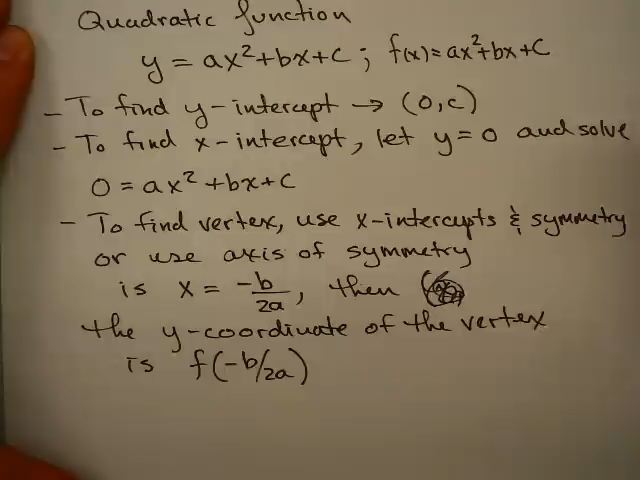 Quadratic function
y = ax² + bx + c ; f(x) = ax² + bx + c
- To find y-intercept → (0, c)
- To find x-intercept, let y = 0 and solve
0 = ax² + bx + c
- To find vertex, use x-intercepts & symmetry
or use axis of symmetry
is x = -b/2a, then
the y-coordinate of the vertex
is f(-b/2a)